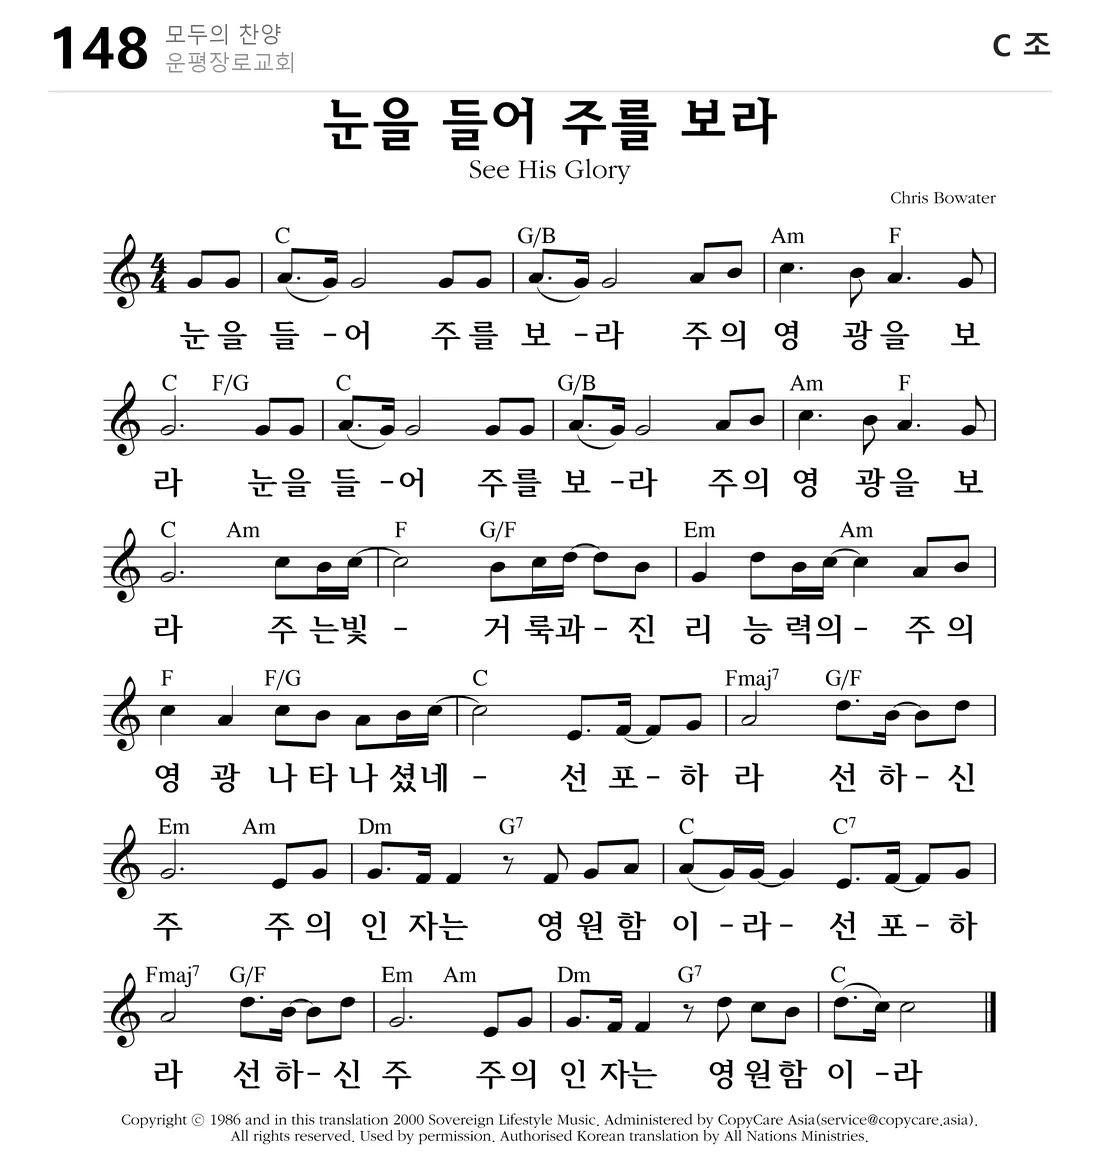 148 모두의 찬양
운평장로교회
C 조
눈을 들어 주를 보라
See His Glory
Chris Bowater
C G/B Am F
눈 을 들 - 어 주 를 보 - 라 주 의 영 광 을 보
C F/G C G/B Am F
라 눈 을 들 - 어 주 를 보 - 라 주 의 영 광 을 보
C Am F G/F Em Am
라 주 는 빛 - 거 룩 과 - 진 리 능 력 의 - 주 의
F F/G C Fmaj7 G/F
영 광 나 타 나 셨 네 - 선 포 - 하 라 선 하 - 신
Em Am Dm G7 C C7
주 주 의 인 자 는 영 원 함 이 - 라 - 선 포 - 하
Fmaj7 G/F Em Am Dm G7 C
라 선 하 - 신 주 주 의 인 자 는 영 원 함 이 - 라
Copyright ⓒ 1986 and in this translation 2000 Sovereign Lifestyle Music. Administered by CopyCare Asia(service@copycare.asia).
All rights reserved. Used by permission. Authorised Korean translation by All Nations Ministries.